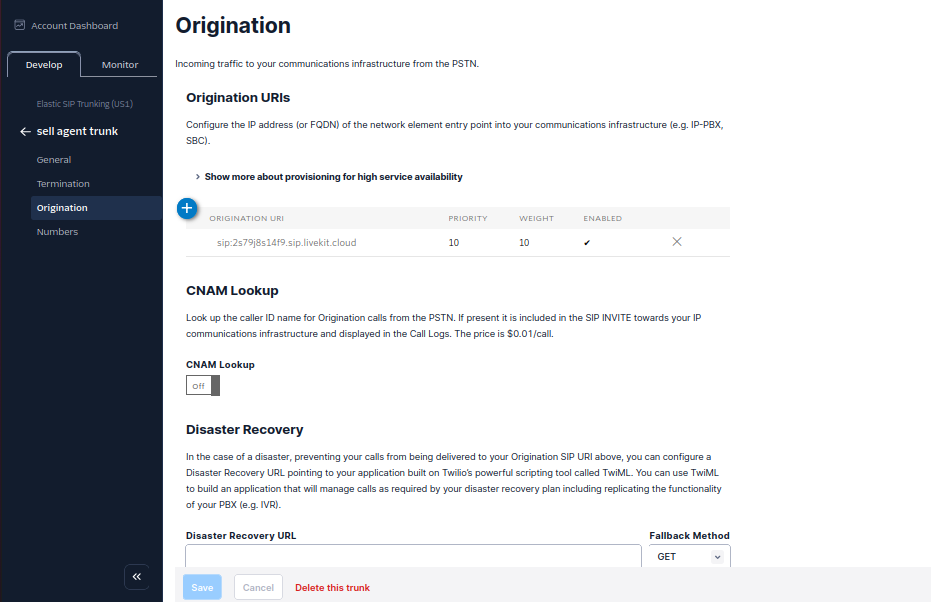 Account Dashboard
Develop
Monitor
Elastic SIP Trunking (US1)
sell agent trunk
General
Termination
Origination
Numbers
Origination
Incoming traffic to your communications infrastructure from the PSTN.
Origination URIs
Configure the IP address (or FQDN) of the network element entry point into your communications infrastructure (e.g. IP-PBX,
SBC).
Show more about provisioning for high service availability
ORIGINATION URI PRIORITY WEIGHT ENABLED
sip:2s79j8s14f9.sip.livekit.cloud 10 10 ✔
CNAM Lookup
Look up the caller ID name for Origination calls from the PSTN. If present it is included in the SIP INVITE towards your IP
communications infrastructure and displayed in the Call Logs. The price is $0.01/call.
CNAM Lookup
Off
Disaster Recovery
In the case of a disaster, preventing your calls from being delivered to your Origination SIP URI above, you can configure a
Disaster Recovery URL pointing to your application built on Twilio's powerful scripting tool called TwiML. You can use TwiML
to build an application that will manage calls as required by your disaster recovery plan including replicating the functionality
of your PBX (e.g. IVR).
Disaster Recovery URL Fallback Method
GET
Save Cancel Delete this trunk